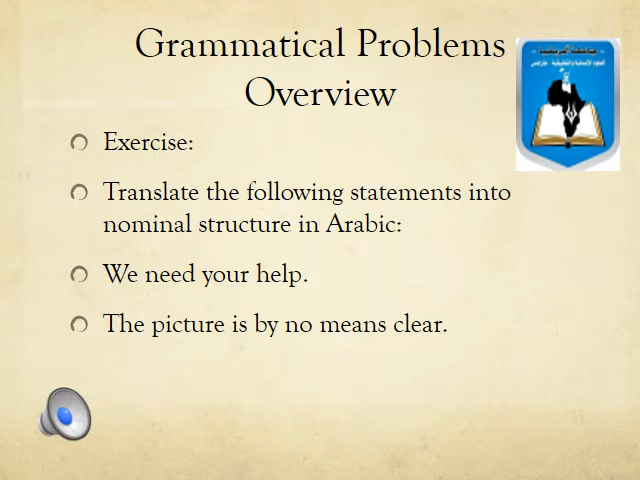 Grammatical Problems
Overview
Exercise:
Translate the following statements into
nominal structure in Arabic:
We need your help.
The picture is by no means clear.